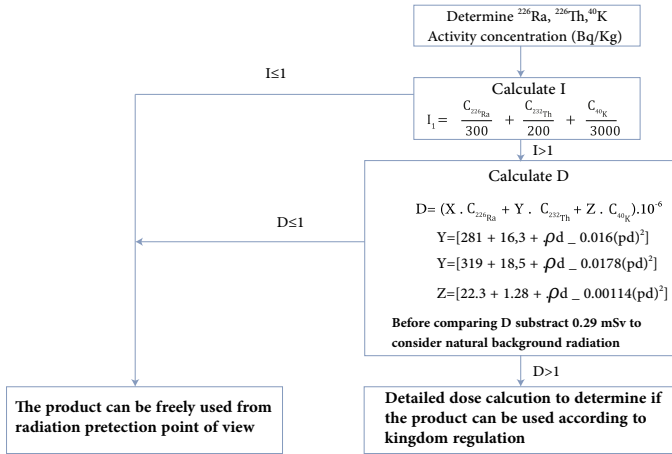 Determine ²²⁶Ra, ²²⁶Th,⁴⁰K
Activity concentration (Bq/Kg)
I≤1
Calculate I
I₁ = C₂₂₆Ra/300 + C₂₃₂Th/200 + C₄₀K/3000
I>1
Calculate D
D= (X . C₂₂₆Ra + Y . C₂₃₂Th + Z . C₄₀K).10⁻⁶
D≤1
Y=[281 + 16,3 + ρd _ 0.016(pd)²]
Y=[319 + 18,5 + ρd _ 0.0178(pd)²]
Z=[22.3 + 1.28 + ρd _ 0.00114(pd)²]
Before comparing D substract 0.29 mSv to
consider natural background radiation
D>1
The product can be freely used from
radiation pretection point of view
Detailed dose calcution to determine if
the product can be used according to
kingdom regulation